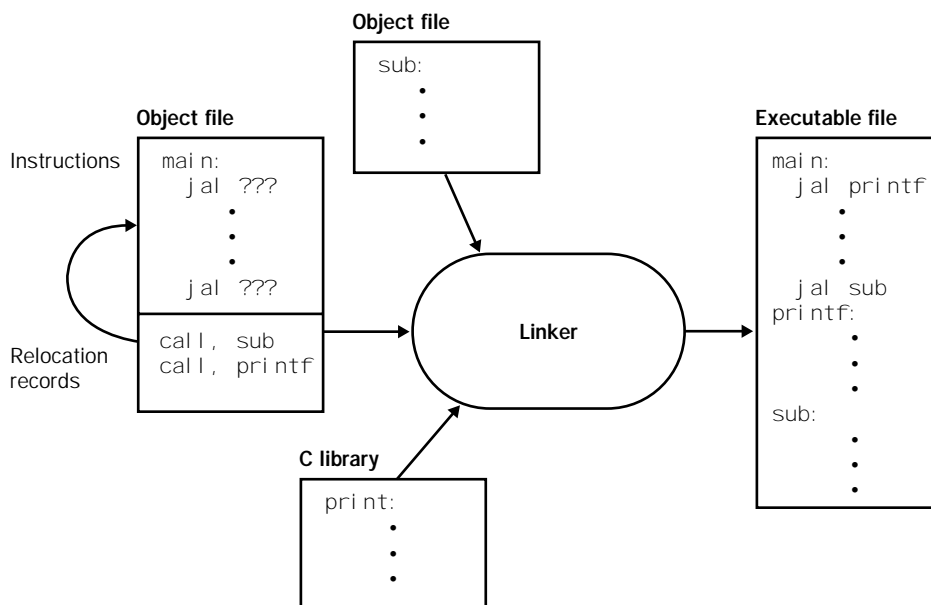 Object file
sub:
Object file
Instructions
main:
jal ???
jal ???
Relocation
records
call, sub
call, printf
Linker
C library
print:
Executable file
main:
jal printf
jal sub
printf:
sub: